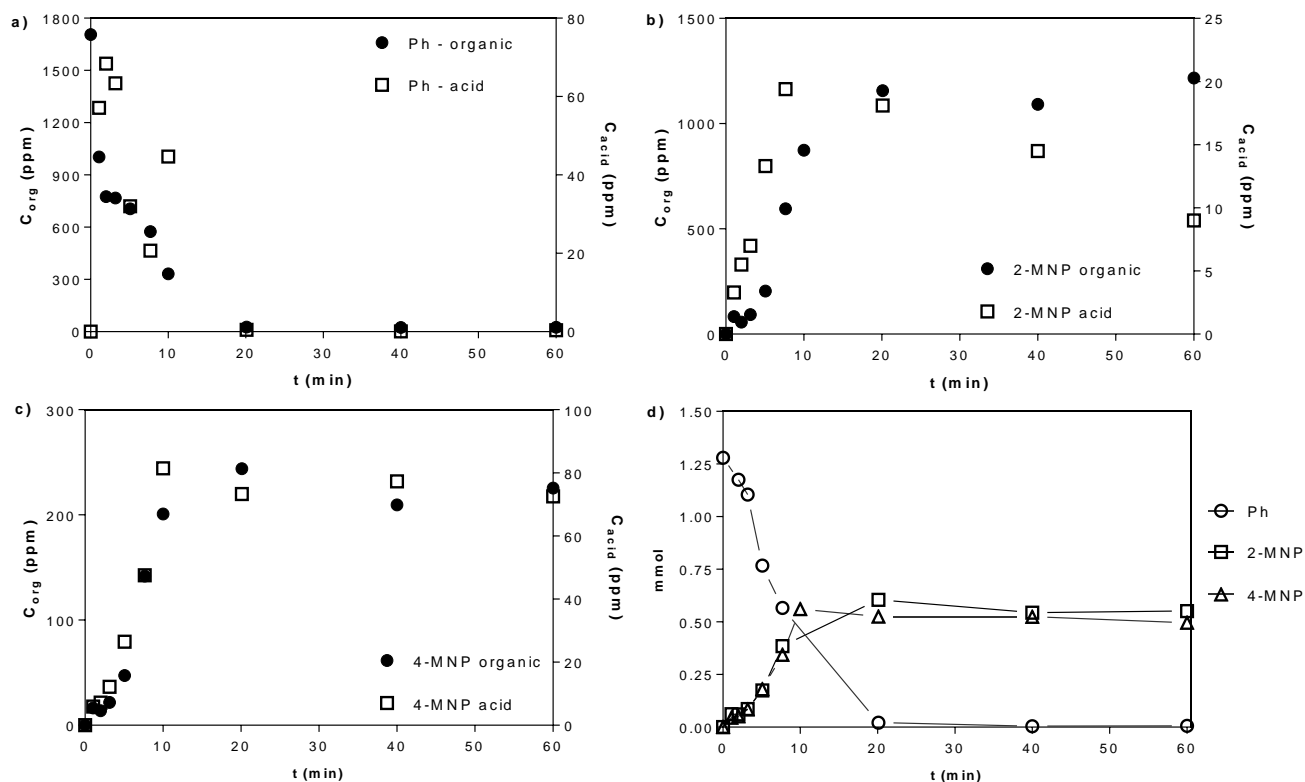 a)
1800
1500
1200
900
600
300
0
C org (ppm)
80
60
40
20
0
C acid (ppm)
Ph - organic
Ph - acid
0 10 20 30 40 50 60
t (min)
b)
1500
1000
500
0
C org (ppm)
25
20
15
10
5
0
C acid (ppm)
2-MNP organic
2-MNP acid
0 10 20 30 40 50 60
t (min)
c)
300
200
100
0
C org (ppm)
100
80
60
40
20
0
C acid (ppm)
4-MNP organic
4-MNP acid
0 10 20 30 40 50 60
t (min)
d)
1.50
1.25
1.00
0.75
0.50
0.25
0.00
mmol
Ph
2-MNP
4-MNP
0 10 20 30 40 50 60
t (min)